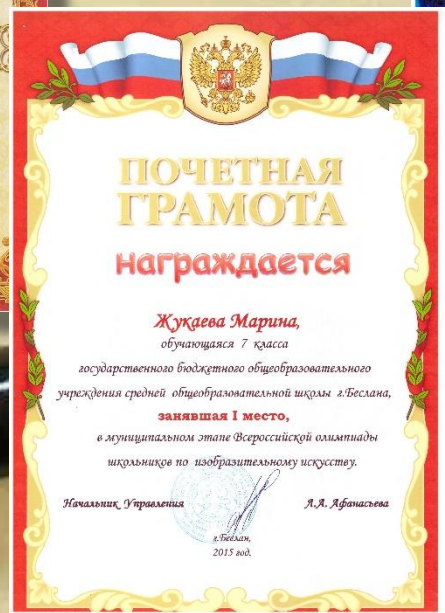 ПОЧЕТНАЯ
ГРАМОТА
награждается
Жукаева Марина,
обучающаяся 7 класса
государственного бюджетного общеобразовательного
учреждения средней общеобразовательной школы г.Беслана,
занявшая I место,
в муниципальном этапе Всероссийской олимпиады
школьников по изобразительному искусству.
Начальник Управления А.А. Афанасьева
г.Беслан,
2015 год.